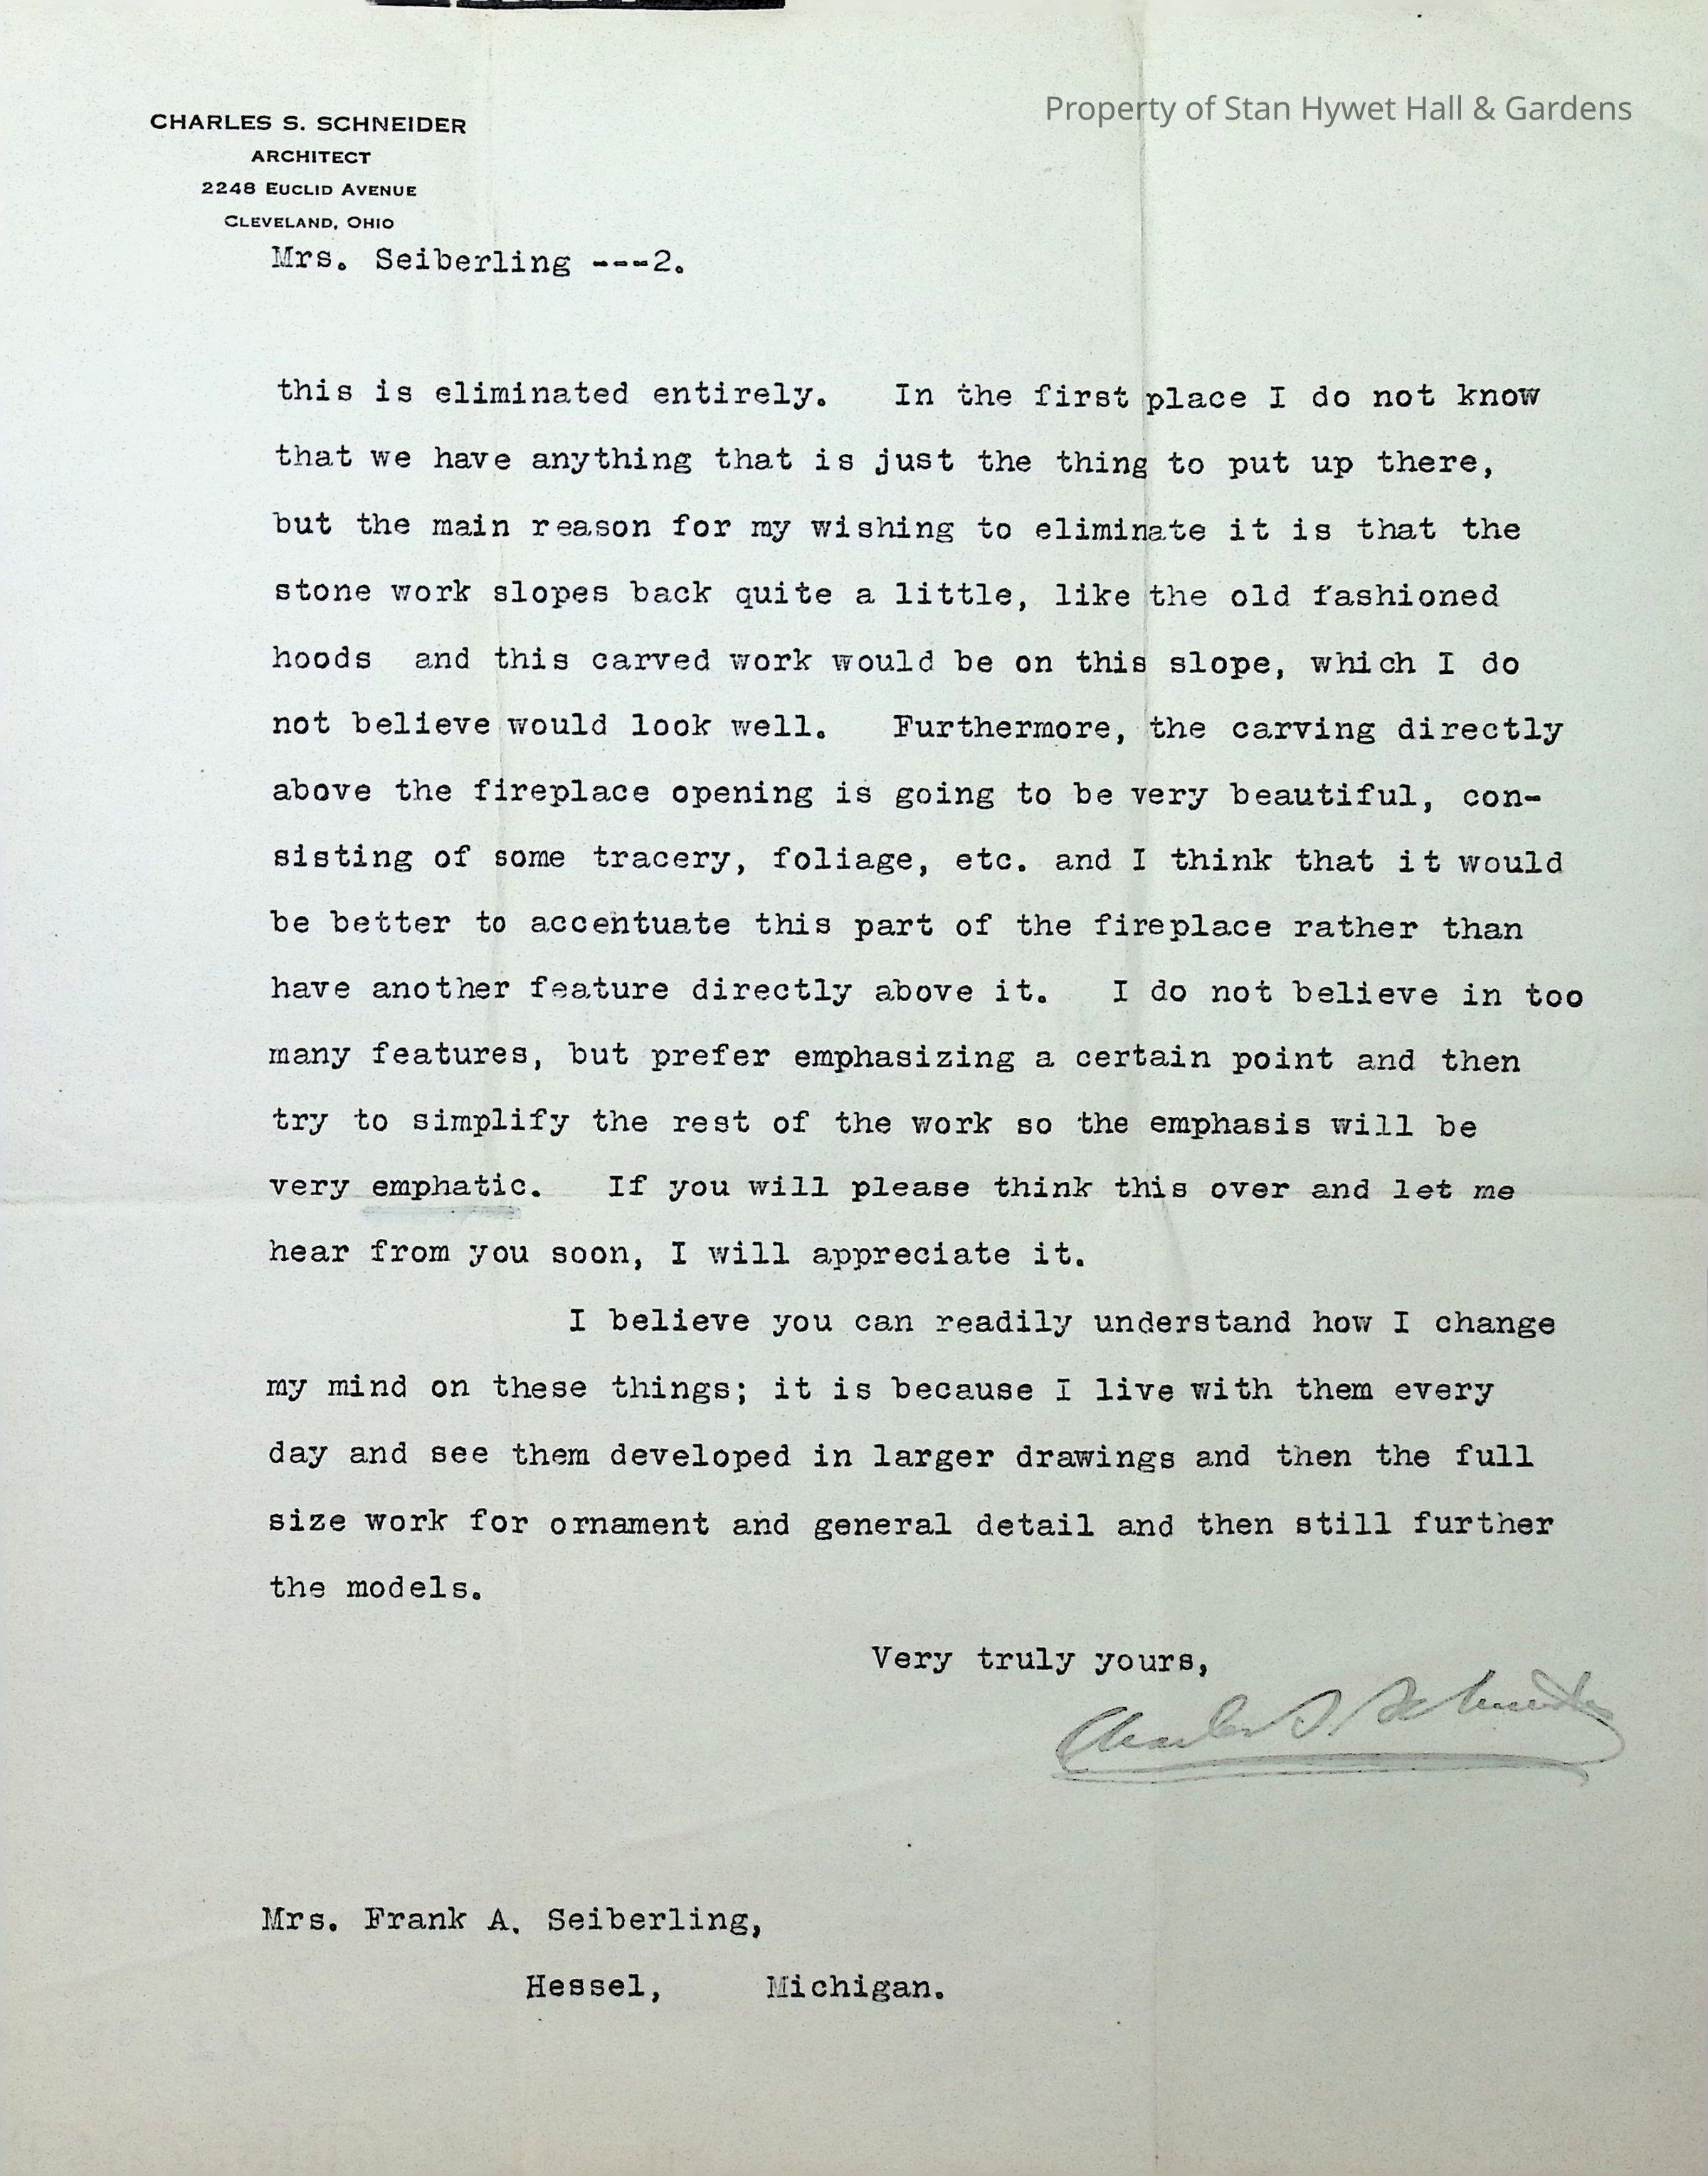 Property of Stan Hywet Hall & Gardens
CHARLES S. SCHNEIDER
ARCHITECT
2248 EUCLID AVENUE
CLEVELAND, OHIO
Mrs. Seiberling ---2.
this is eliminated entirely. In the first place I do not know
that we have anything that is just the thing to put up there,
but the main reason for my wishing to eliminate it is that the
stone work slopes back quite a little, like the old fashioned
hoods and this carved work would be on this slope, which I do
not believe would look well. Furthermore, the carving directly
above the fireplace opening is going to be very beautiful, con-
sisting of some tracery, foliage, etc. and I think that it would
be better to accentuate this part of the fireplace rather than
have another feature directly above it. I do not believe in too
many features, but prefer emphasizing a certain point and then
try to simplify the rest of the work so the emphasis will be
very emphatic. If you will please think this over and let me
hear from you soon, I will appreciate it.
I believe you can readily understand how I change
my mind on these things; it is because I live with them every
day and see them developed in larger drawings and then the full
size work for ornament and general detail and then still further
the models.
Very truly yours,
Charles S. Schneider
Mrs. Frank A. Seiberling,
Hessel, Michigan.